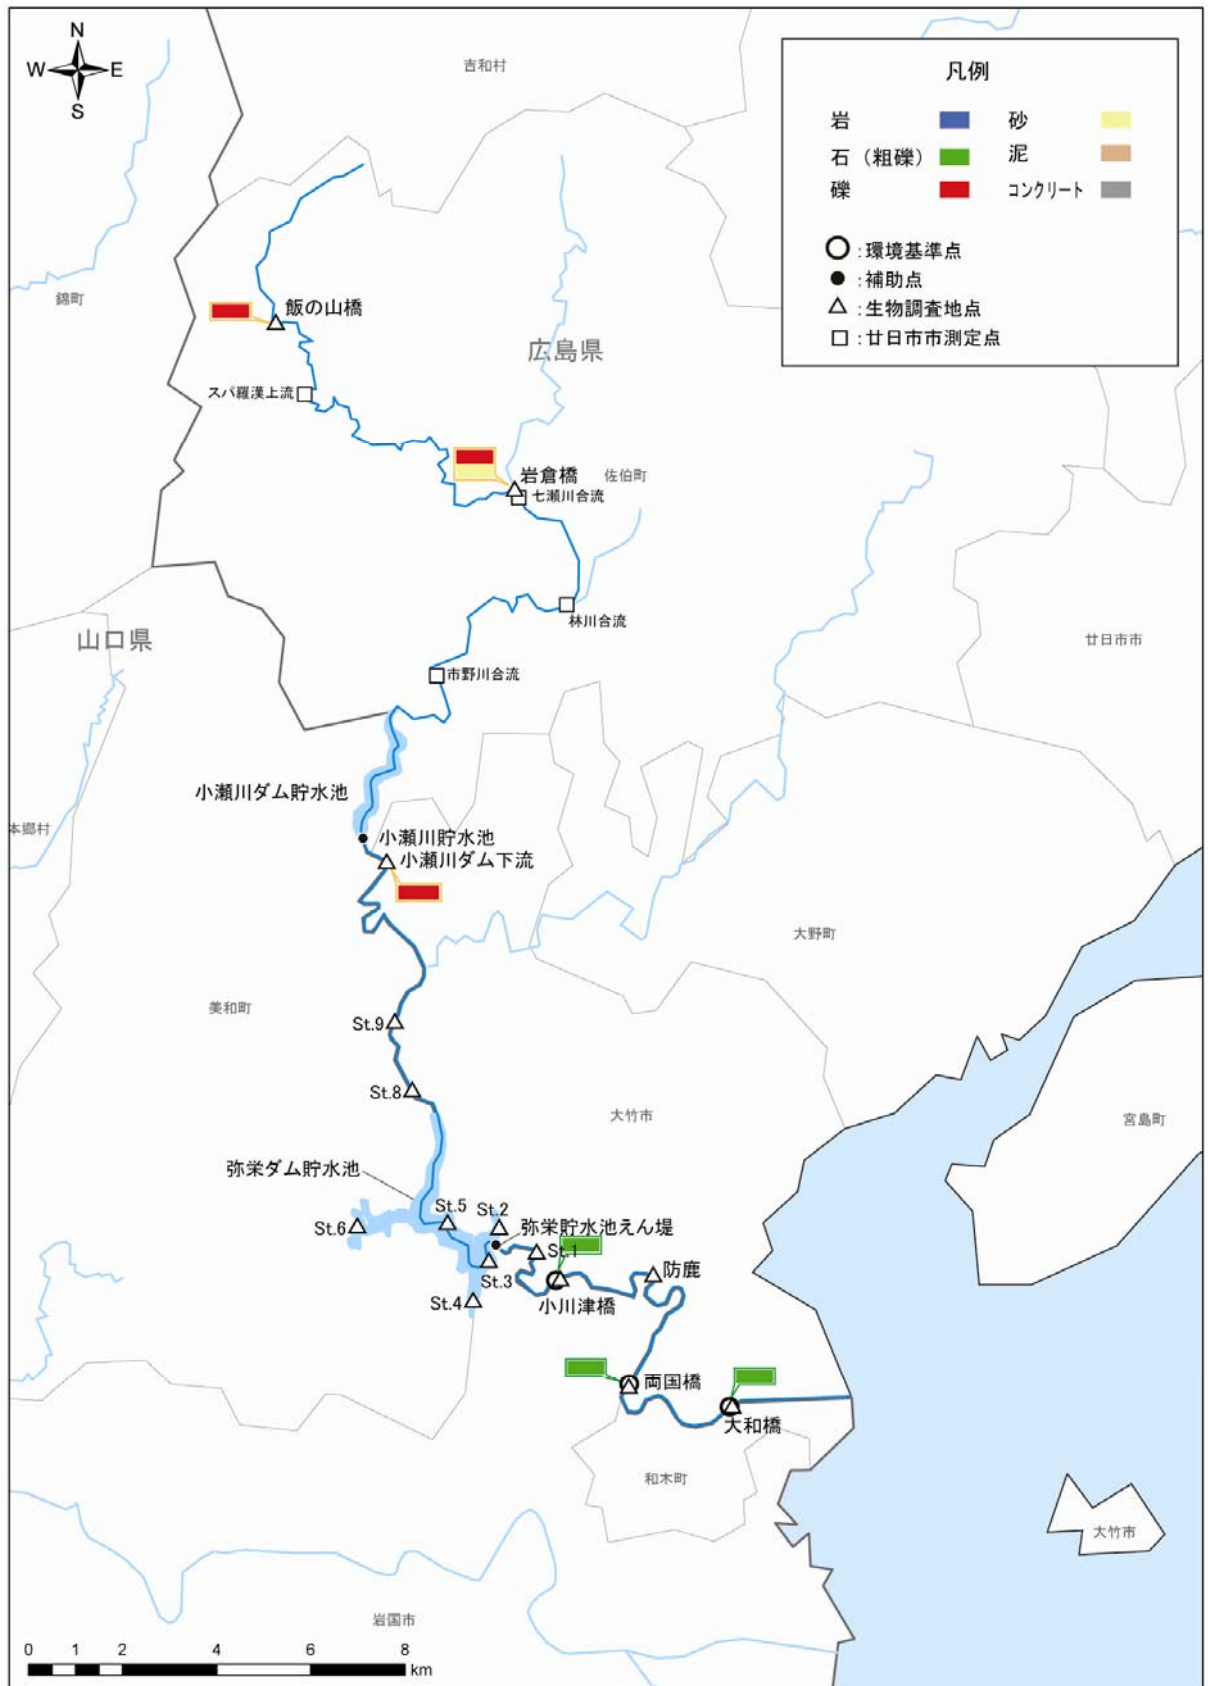 N
W E
S
吉和村
凡例
岩 砂
石（粗礫） 泥
礫 コンクリート
○：環境基準点
●：補助点
△：生物調査地点
□：廿日市市測定点
錦町
飯の山橋
広島県
スパ羅漢上流
岩倉橋
佐伯町
七瀬川合流
林川合流
山口県
廿日市市
市野川合流
小瀬川ダム貯水池
本郷村
小瀬川貯水池
小瀬川ダム下流
大野町
美和町
St.9
St.8
大竹市
宮島町
弥栄ダム貯水池
St.5
St.2
St.6
弥栄貯水池えん堤
St.1
St.3
防鹿
St.4
小川津橋
両国橋
大和橋
和木町
大竹市
岩国市
0 1 2 4 6 8
km